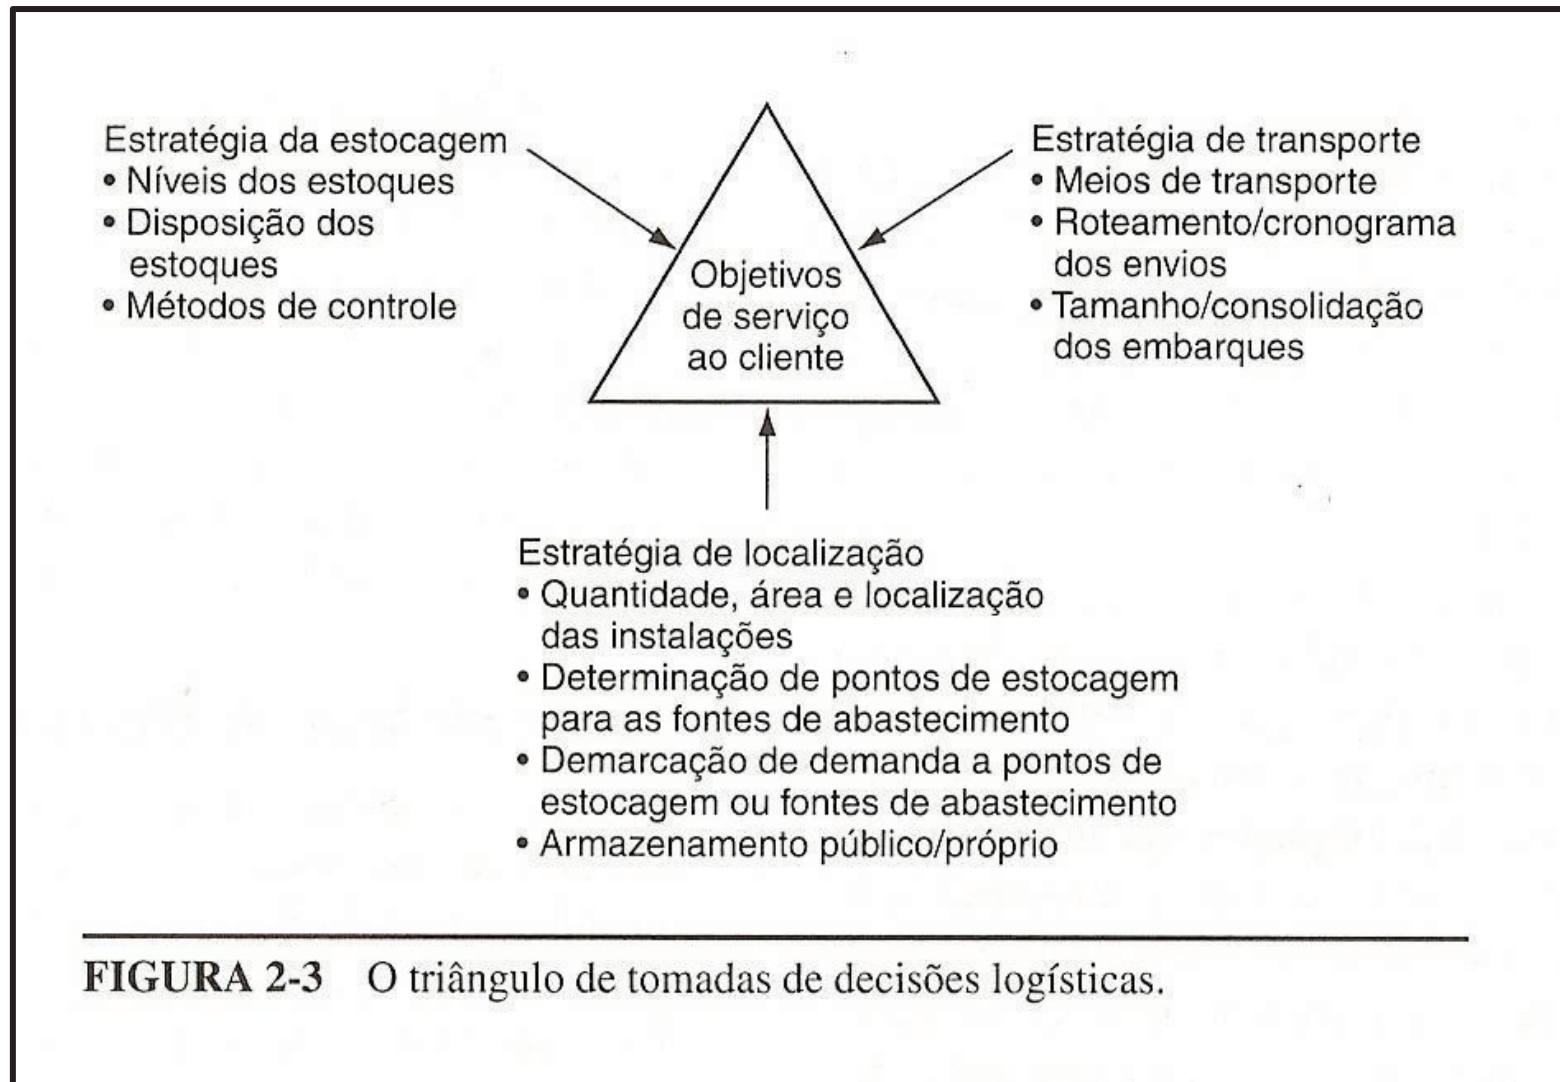 Estratégia da estocagem
• Níveis dos estoques
• Disposição dos
estoques
• Métodos de controle
Objetivos
de serviço
ao cliente
Estratégia de transporte
• Meios de transporte
• Roteamento/cronograma
dos envios
• Tamanho/consolidação
dos embarques
Estratégia de localização
• Quantidade, área e localização
das instalações
• Determinação de pontos de estocagem
para as fontes de abastecimento
• Demarcação de demanda a pontos de
estocagem ou fontes de abastecimento
• Armazenamento público/próprio
FIGURA 2-3 O triângulo de tomadas de decisões logísticas.